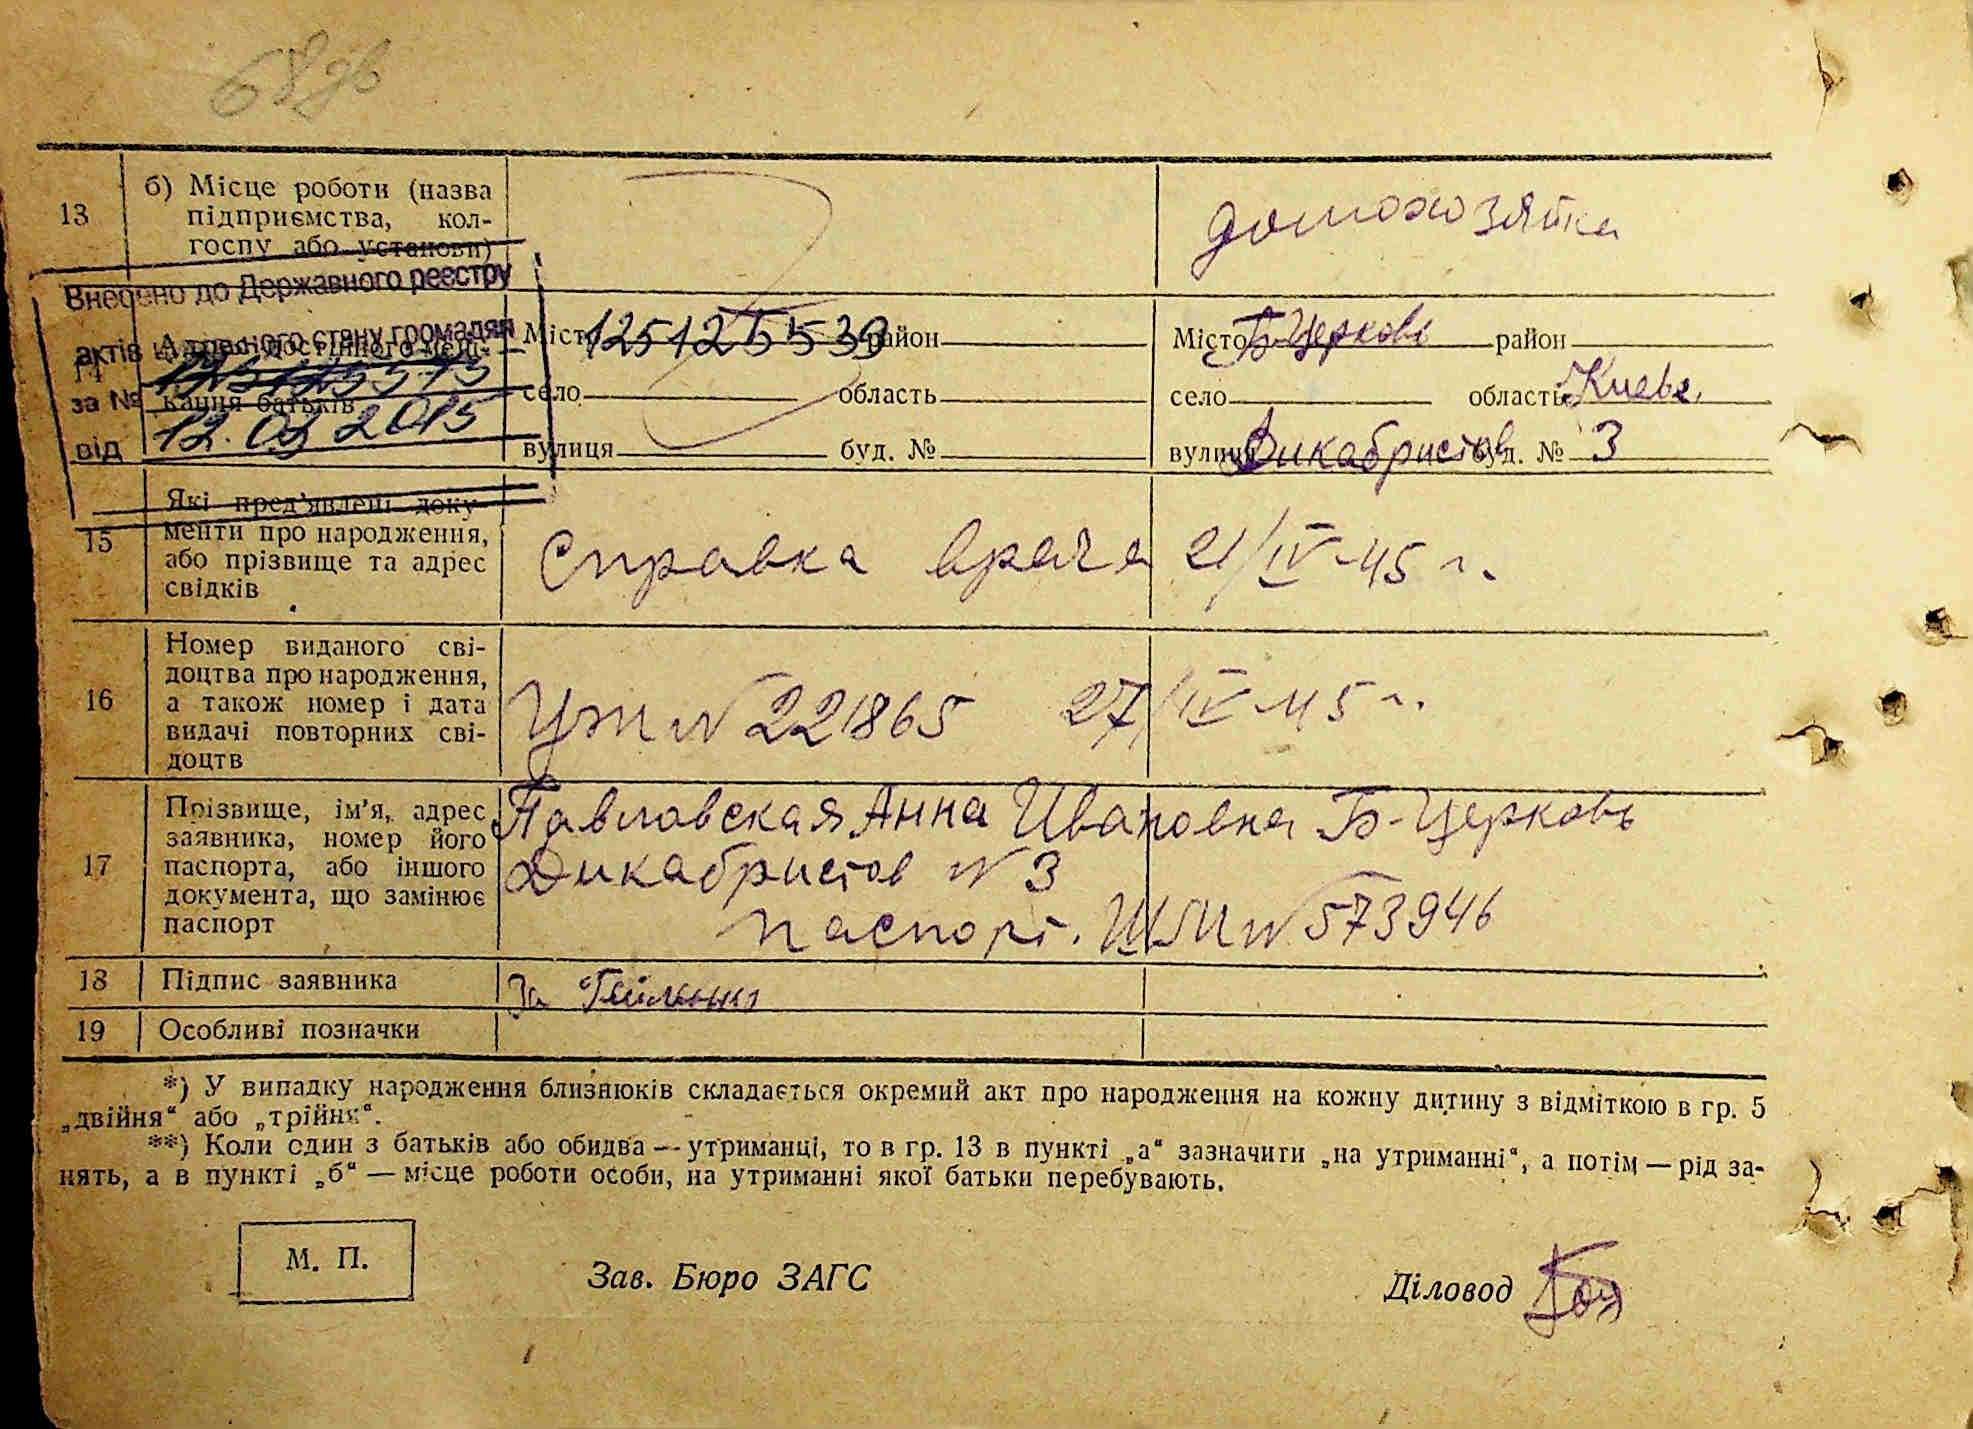 13
б) Місце роботи (назва
підприємства, кол-
госпу або установи)
домохозяйка
Внесено до Державного реєстру
актів цивільного стану громадян
за №
від 12.03 2015
14
Адрес постійного меш-
кання батьків
Місто 125125539 район
село область
вулиця буд. №
Місто Б-Церковь район
село область Киевс.
вулиця Дикабристов буд. № 3
15
Які пред'явлені доку-
менти про народження,
або прізвище та адрес
свідків
Справка врача 21/IV-45 г.
16
Номер виданого сві-
доцтва про народження,
а також номер і дата
видачі повторних сві-
доцтв
N 221865 27/IV-45 г.
17
Прізвище, ім'я, адрес
заявника, номер його
паспорта, або іншого
документа, що замінює
паспорт
Павловская Анна Ивановна Б-Церковь
Дикабристов N 3
паспорт. N 573946
18
Підпис заявника
За
19
Особливі позначки
*) У випадку народження близнюків складається окремий акт про народження на кожну дитину з відміткою в гр. 5
„двійня“ або „трійня“.
**) Коли один з батьків або обидва — утриманці, то в гр. 13 в пункті „а“ зазначити „на утриманні“, а потім — рід за-
нять, а в пункті „б“ — місце роботи особи, на утриманні якої батьки перебувають.
М. П.
Зав. Бюро ЗАГС
Діловод